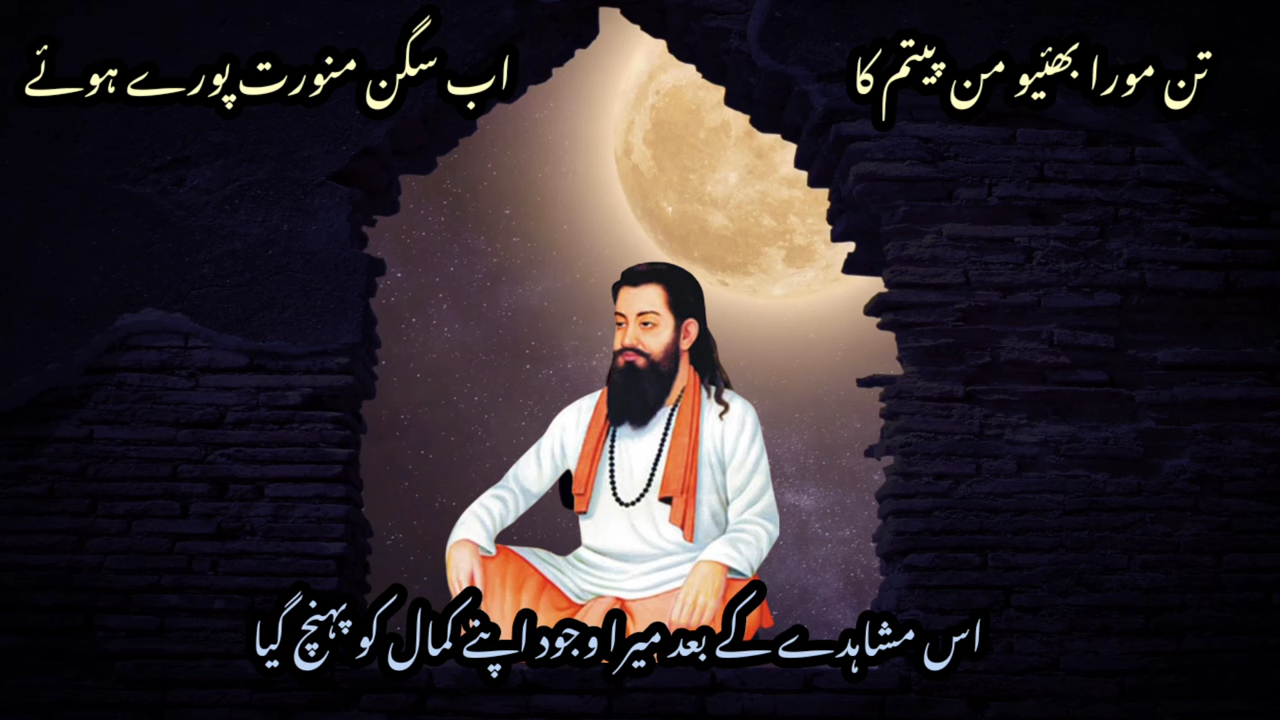 تن مورا بھئیو من پیتم کا
اب سگن منورت پورے ہوئے
اس مشاہدے کے بعد میرا وجود اپنے کمال کو پہنچ گیا